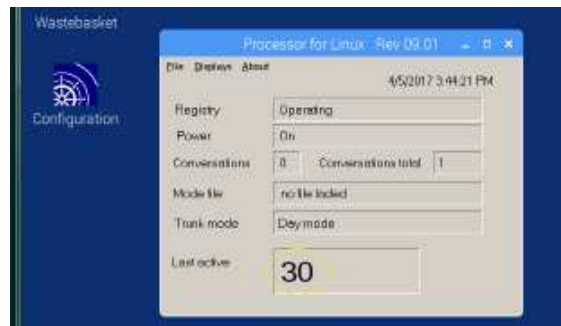 Wastebasket
Configuration
Processor for Linux Rev 09.01
File Displays About
4/5/2017 3:44:21 PM
Registry Operating
Power On
Conversations 0 Conversations total 1
Mode file no file loded
Trunk mode Day mode
Last active 30